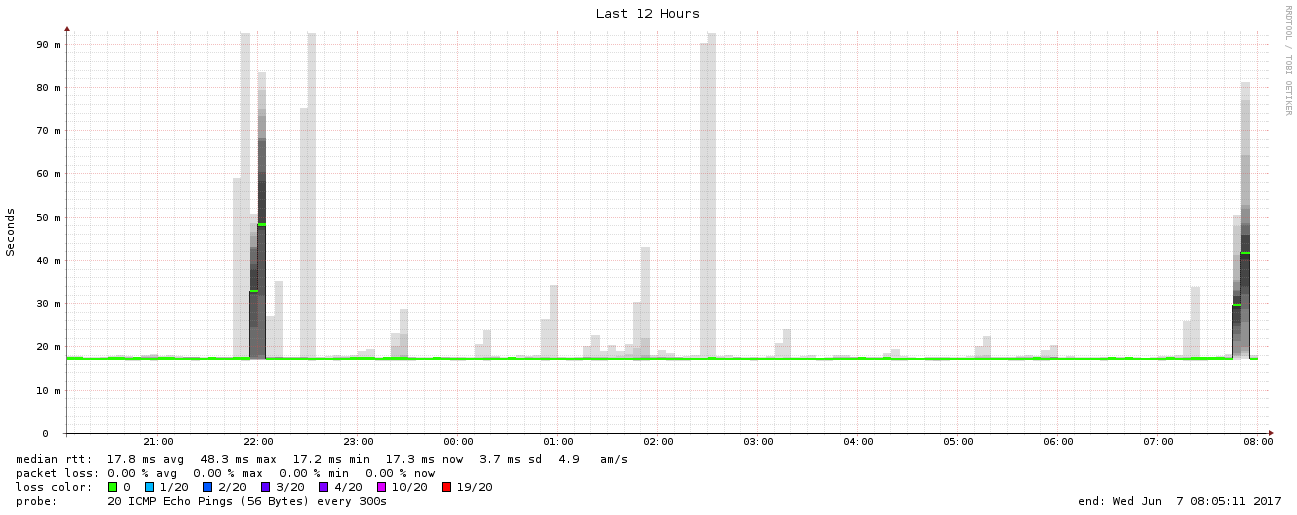 Last 12 Hours
RRDTOOL / TOBI OETIKER
Seconds
90 m
80 m
70 m
60 m
50 m
40 m
30 m
20 m
10 m
0
21:00 22:00 23:00 00:00 01:00 02:00 03:00 04:00 05:00 06:00 07:00 08:00
median rtt: 17.8 ms avg 48.3 ms max 17.2 ms min 17.3 ms now 3.7 ms sd 4.9 am/s
packet loss: 0.00 % avg 0.00 % max 0.00 % min 0.00 % now
loss color: 0 1/20 2/20 3/20 4/20 10/20 19/20
probe: 20 ICMP Echo Pings (56 Bytes) every 300s end: Wed Jun 7 08:05:11 2017